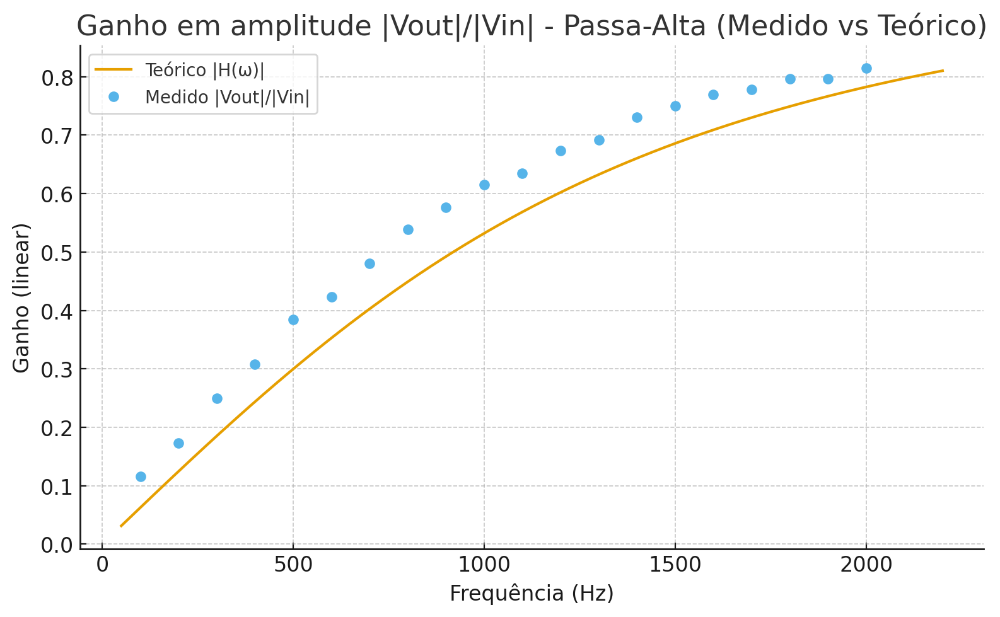 Ganho em amplitude |Vout|/|Vin| - Passa-Alta (Medido vs Teórico)
Teórico |H(ω)|
Medido |Vout|/|Vin|
Ganho (linear)
0.8
0.7
0.6
0.5
0.4
0.3
0.2
0.1
0.0
0 500 1000 1500 2000
Frequência (Hz)